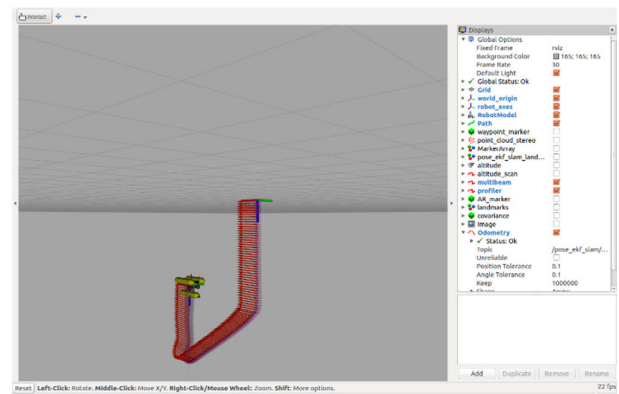 Interact
Displays
Global Options
Fixed Frame rviz
Background Color 165; 165; 165
Frame Rate 30
Default Light
Global Status: Ok
Grid
world_origin
robot_axes
RobotModel
Path
waypoint_marker
point_cloud_stereo
MarkerArray
pose_ekf_slam_land...
altitude
altitude_scan
multibeam
profiler
AR_marker
landmarks
covariance
Image
Odometry
Status: Ok
Topic /pose_ekf_slam/...
Unreliable
Position Tolerance 0.1
Angle Tolerance 0.1
Keep 1000000
Add Duplicate Remove Rename
Reset Left-Click: Rotate. Middle-Click: Move X/Y. Right-Click/Mouse Wheel:: Zoom. Shift: More options. 22 fps